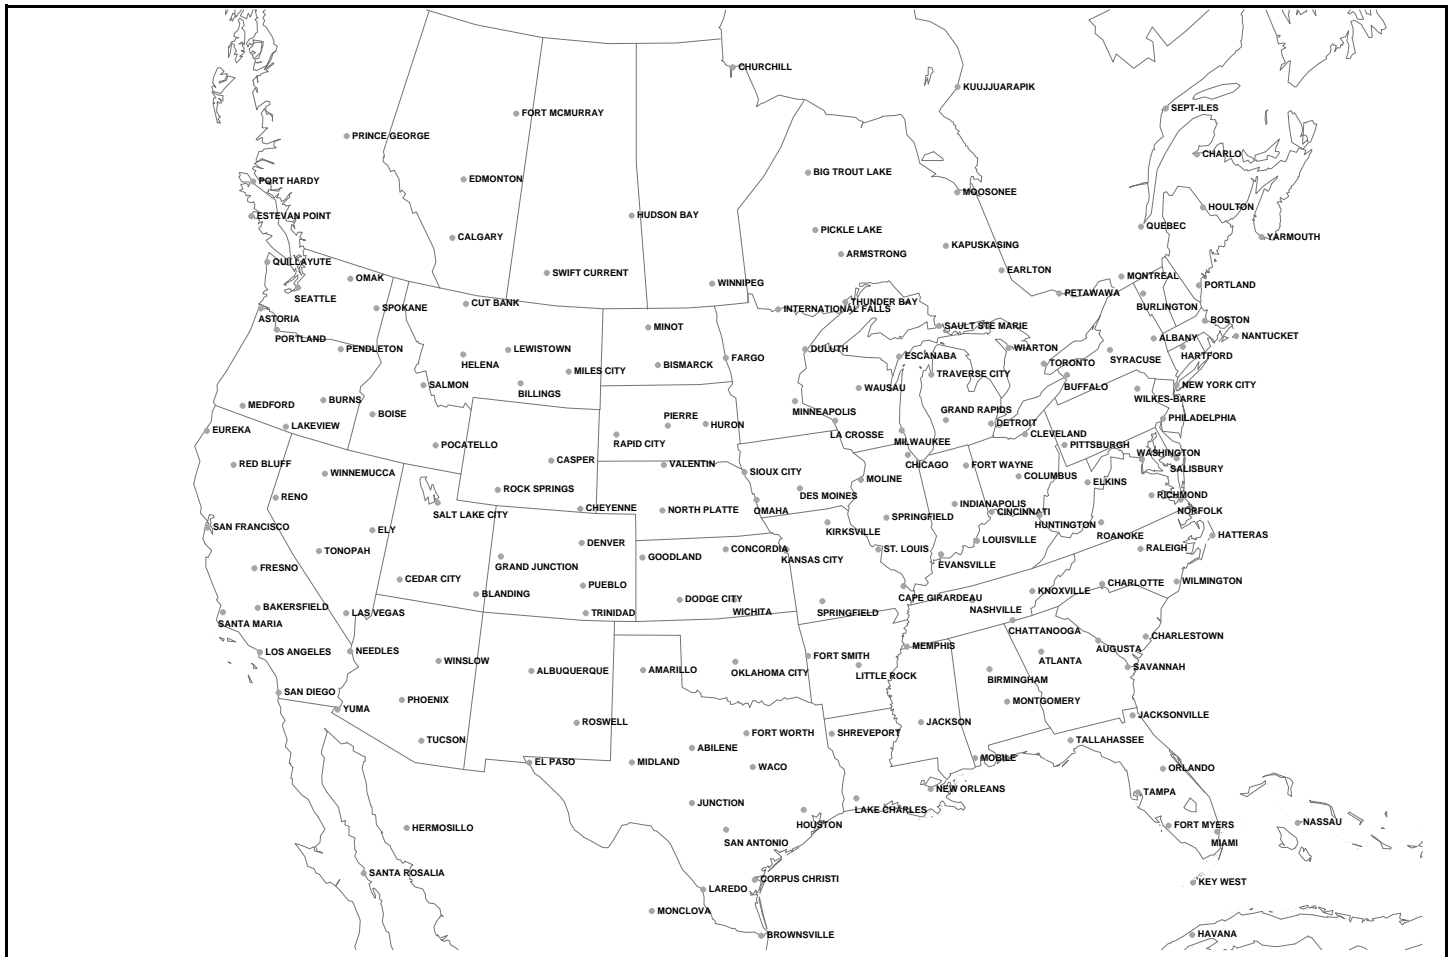 CHURCHILL
KUUJJUARAPIK
SEPT-ILES
FORT MCMURRAY
PRINCE GEORGE
CHARLO
BIG TROUT LAKE
EDMONTON
PORT HARDY
MOOSONEE
HOULTON
HUDSON BAY
ESTEVAN POINT
QUEBEC
PICKLE LAKE
CALGARY
YARMOUTH
KAPUSKASING
ARMSTRONG
QUILLAYUTE
EARLTON
SWIFT CURRENT
OMAK
MONTREAL
WINNIPEG
PORTLAND
PETAWAWA
SEATTLE
CUT BANK
THUNDER BAY
SPOKANE
INTERNATIONAL FALLS
BURLINGTON
ASTORIA
BOSTON
MINOT
SAULT STE MARIE
NANTUCKET
PORTLAND
ALBANY
PENDLETON
LEWISTOWN
DULUTH
WIARTON
HARTFORD
ESCANABA
FARGO
SYRACUSE
HELENA
BISMARCK
TORONTO
MILES CITY
TRAVERSE CITY
SALMON
WAUSAU
BUFFALO
NEW YORK CITY
BILLINGS
WILKES-BARRE
BURNS
MEDFORD
MINNEAPOLIS
BOISE
PIERRE
GRAND RAPIDS
PHILADELPHIA
LAKEVIEW
HURON
DETROIT
EUREKA
RAPID CITY
LA CROSSE
CLEVELAND
MILWAUKEE
POCATELLO
PITTSBURGH
WASHINGTON
CASPER
RED BLUFF
VALENTIN
CHICAGO
FORT WAYNE
SALISBURY
WINNEMUCCA
SIOUX CITY
COLUMBUS
MOLINE
ELKINS
ROCK SPRINGS
DES MOINES
RICHMOND
RENO
INDIANAPOLIS
SALT LAKE CITY
CHEYENNE
NORTH PLATTE
OMAHA
CINCINNATI
NORFOLK
SPRINGFIELD
SAN FRANCISCO
HUNTINGTON
ELY
KIRKSVILLE
ROANOKE
HATTERAS
DENVER
LOUISVILLE
TONOPAH
CONCORDIA
ST. LOUIS
RALEIGH
GOODLAND
KANSAS CITY
GRAND JUNCTION
EVANSVILLE
FRESNO
CEDAR CITY
PUEBLO
CHARLOTTE
WILMINGTON
BLANDING
KNOXVILLE
DODGE CITY
CAPE GIRARDEAU
BAKERSFIELD
LAS VEGAS
TRINIDAD
WICHITA
SPRINGFIELD
NASHVILLE
SANTA MARIA
CHATTANOOGA
CHARLESTOWN
MEMPHIS
AUGUSTA
LOS ANGELES
NEEDLES
FORT SMITH
WINSLOW
ATLANTA
SAVANNAH
ALBUQUERQUE
AMARILLO
OKLAHOMA CITY
LITTLE ROCK
BIRMINGHAM
SAN DIEGO
PHOENIX
MONTGOMERY
YUMA
JACKSONVILLE
ROSWELL
JACKSON
FORT WORTH
SHREVEPORT
TUCSON
TALLAHASSEE
ABILENE
MOBILE
EL PASO
MIDLAND
WACO
ORLANDO
NEW ORLEANS
TAMPA
JUNCTION
LAKE CHARLES
NASSAU
HOUSTON
FORT MYERS
HERMOSILLO
SAN ANTONIO
MIAMI
SANTA ROSALIA
CORPUS CHRISTI
KEY WEST
LAREDO
MONCLOVA
BROWNSVILLE
HAVANA